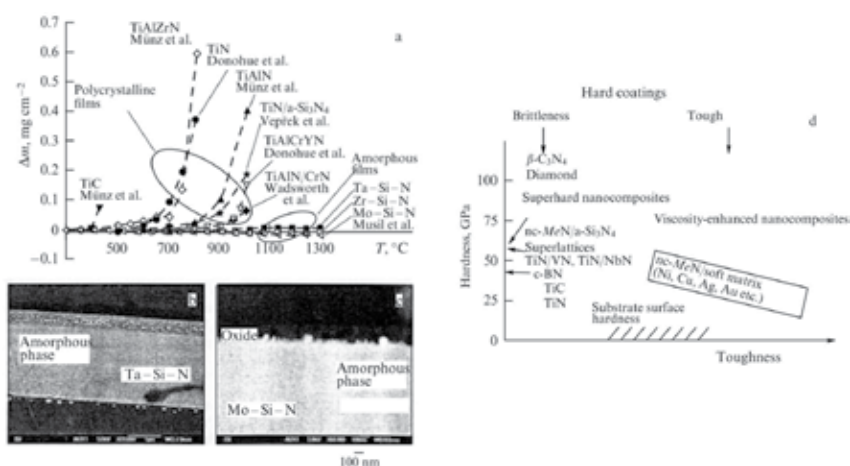 a
TiAlZrN
Münz et al.
TiN
Donohue et al.
TiAlN
Münz et al.
TiN/a-Si₃N₄
Vepřek et al.
TiAlCrYN
Donohue et al.
TiAlN/CrN
Wadsworth
et al.
Polycrystalline
films
TiC
Münz et al.
Amorphous
films
Ta – Si – N
Zr – Si – N
Mo – Si – N
Musil et al.
0.7
0.6
0.5
0.4
0.3
0.2
0.1
0
−0.1
500 700 900 1100 1300 T, °C
b
Amorphous
phase
Ta – Si – N
c
Oxide
Amorphous
phase
Mo – Si – N
100 nm
d
Hard coatings
Brittleness Tough
β-C₃N₄
Diamond
Superhard nanocomposites
Viscosity-enhanced nanocomposites
nc-MeN/a-Si₃N₄
Superlattices
TiN/VN, TiN/NbN
c-BN
TiC
TiN
nc-MeN/soft matrix
(Ni, Cu, Ag, Au etc.)
Substrate surface
hardness
Hardness, GPa
100
75
50
25
0
Toughness